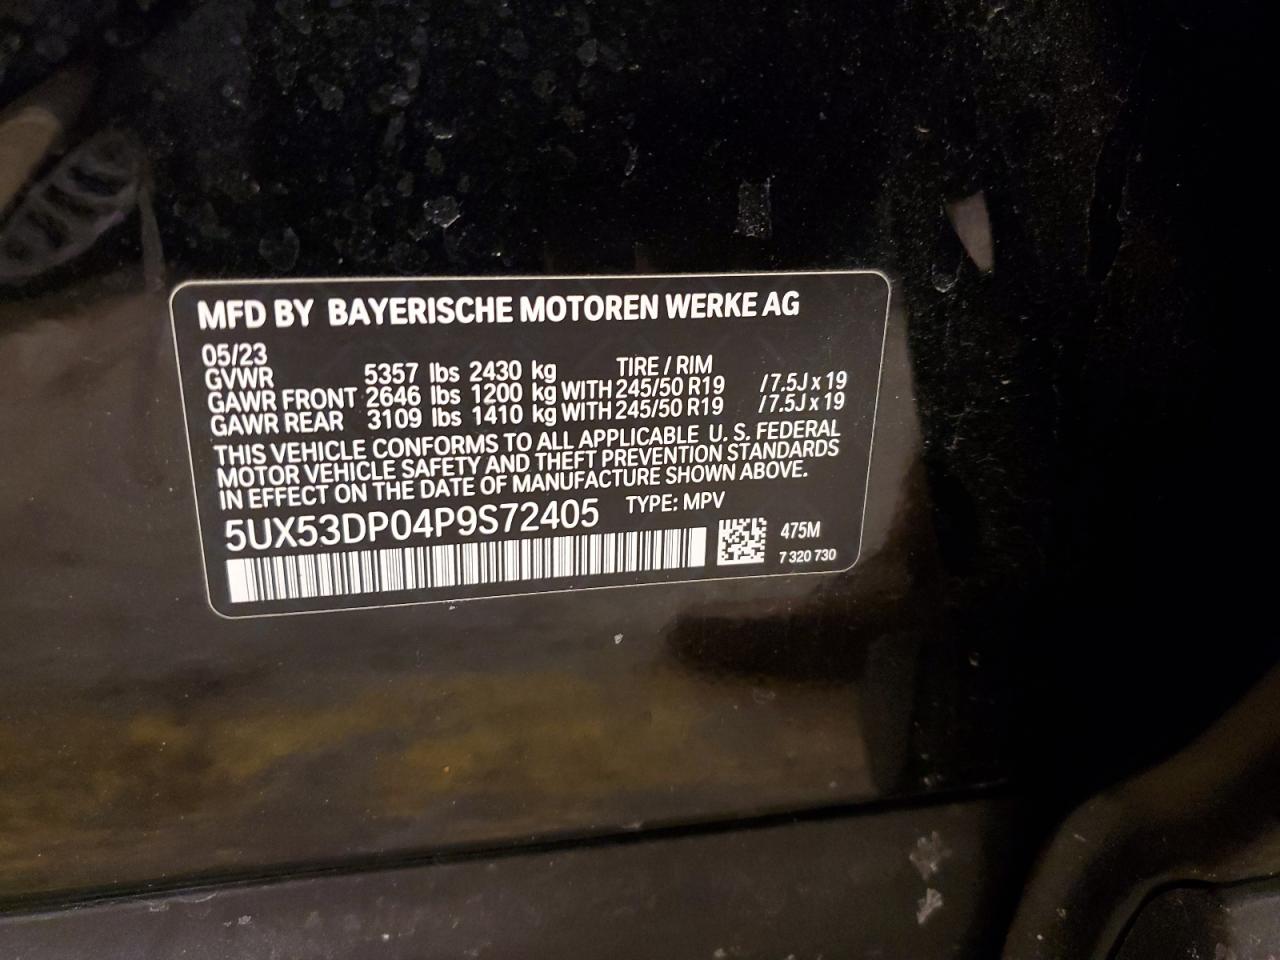 MFD BY BAYERISCHE MOTOREN WERKE AG
05/23
GVWR 5357 lbs 2430 kg TIRE / RIM
GAWR FRONT 2646 lbs 1200 kg WITH 245/50 R19 /7.5J x 19
GAWR REAR 3109 lbs 1410 kg WITH 245/50 R19 /7.5J x 19
THIS VEHICLE CONFORMS TO ALL APPLICABLE U. S. FEDERAL
MOTOR VEHICLE SAFETY AND THEFT PREVENTION STANDARDS
IN EFFECT ON THE DATE OF MANUFACTURE SHOWN ABOVE.
5UX53DP04P9S72405 TYPE: MPV
475M
7 320 730